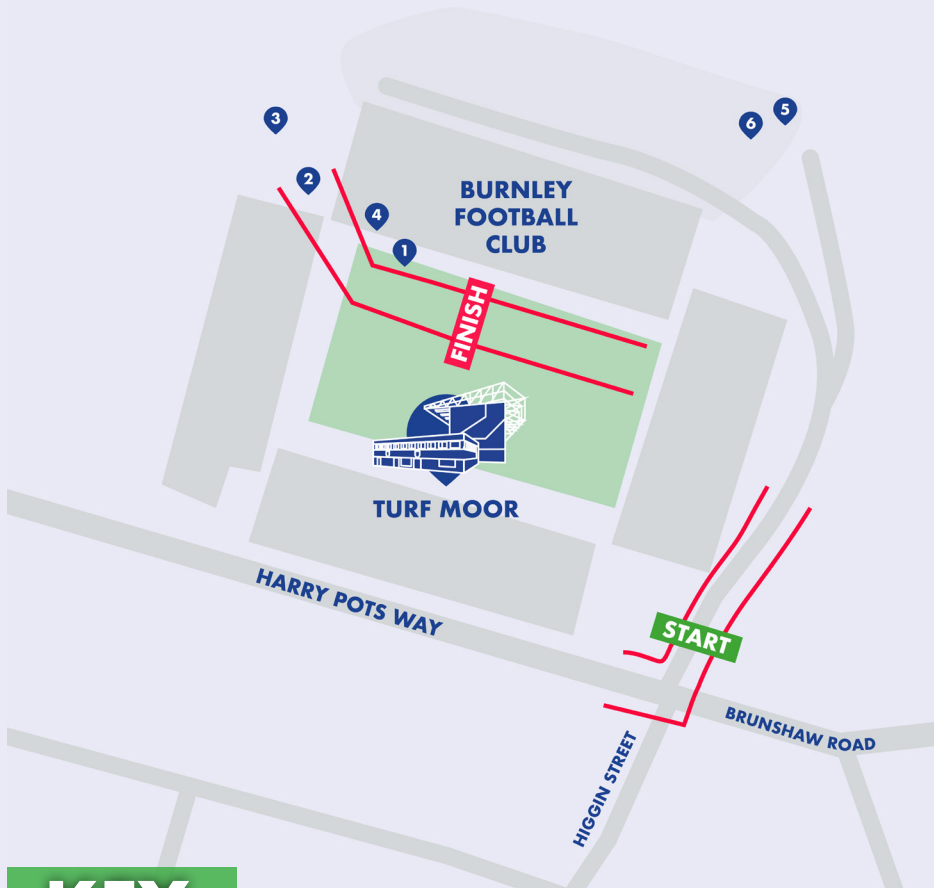 5
6
3
2
BURNLEY
FOOTBALL
CLUB
4
1
FINISH
TURF MOOR
HARRY POTS WAY
START
BRUNSHAW ROAD
HIGGIN STREET
KEY